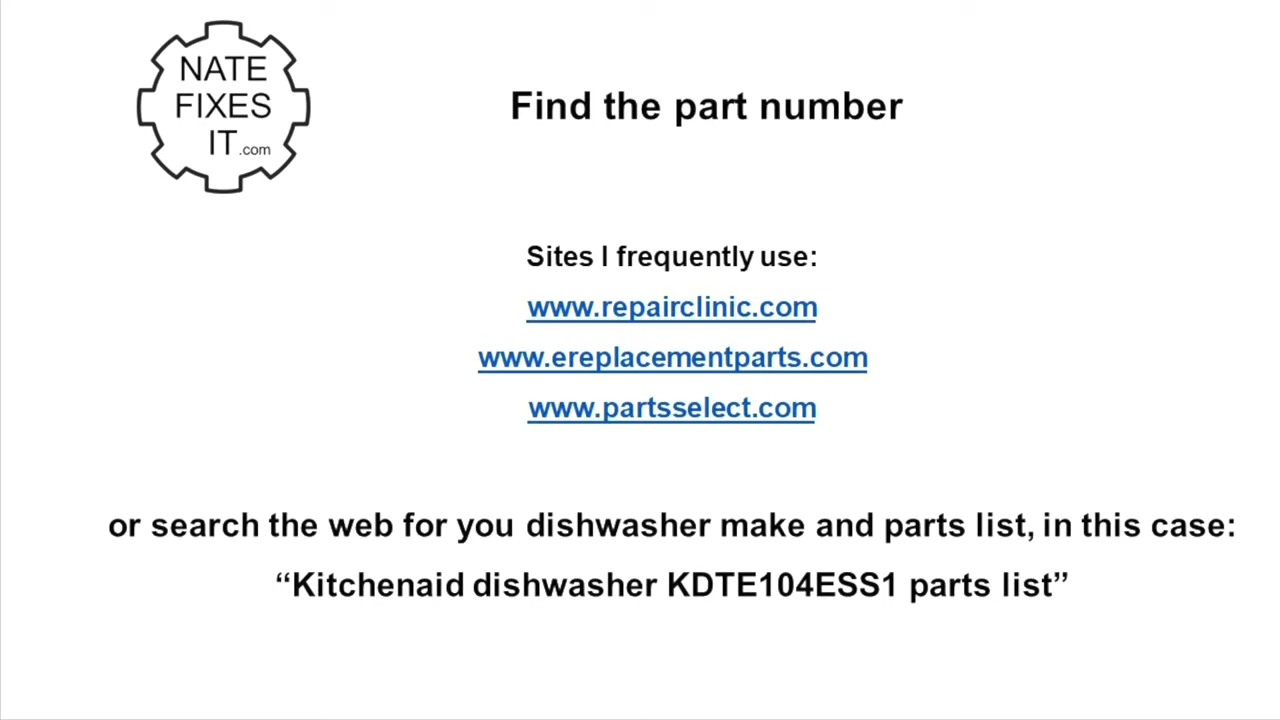 NATE
FIXES
IT .com
Find the part number
Sites I frequently use:
www.repairclinic.com
www.ereplacementparts.com
www.partsselect.com
or search the web for you dishwasher make and parts list, in this case:
“Kitchenaid dishwasher KDTE104ESS1 parts list”